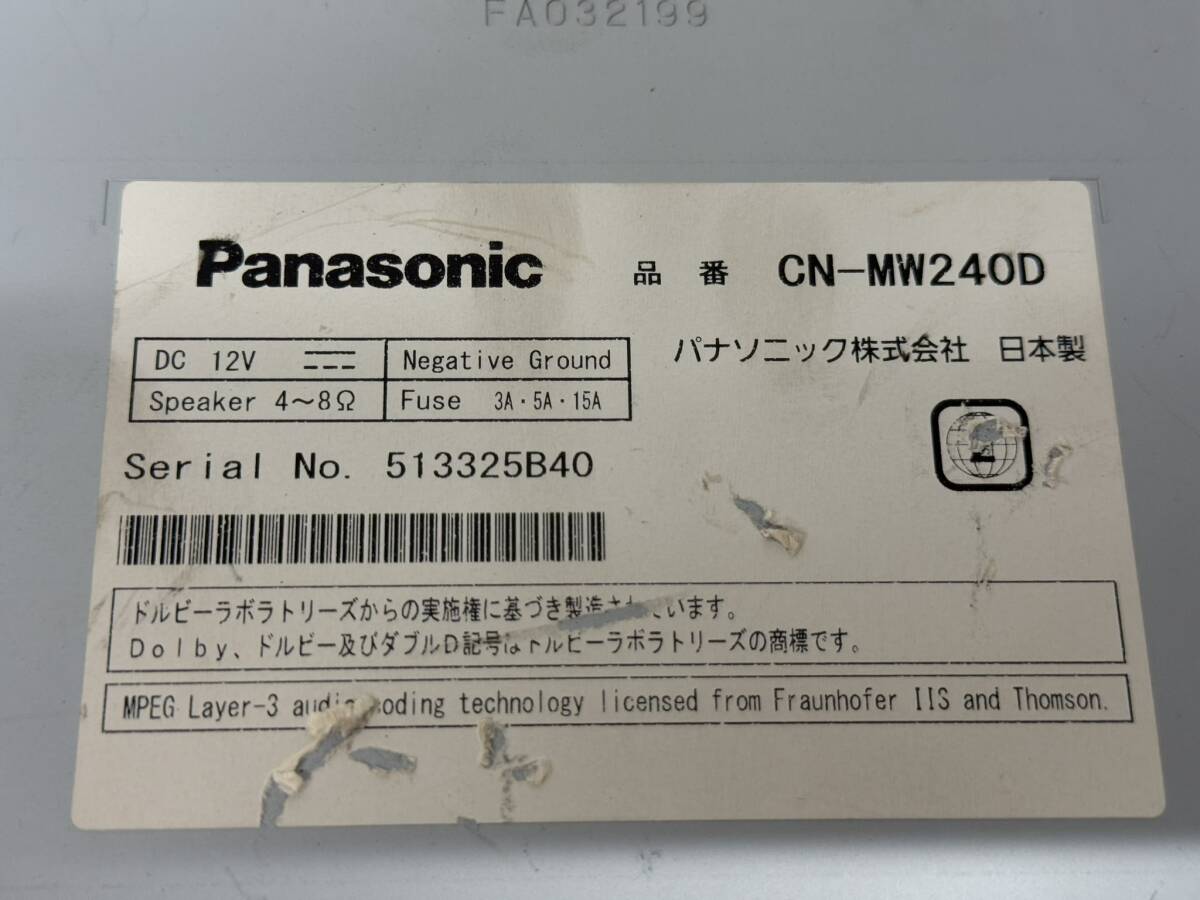 FA032199
Panasonic 品番 CN-MW240D
DC 12V Negative Ground
パナソニック株式会社 日本製
Speaker 4～8Ω Fuse 3A・5A・15A
Serial No. 513325B40
ドルビーラボラトリーズからの実施権に基づき製造されています。
Dolby、ドルビー及びダブルD記号はドルビーラボラトリーズの商標です。
MPEG Layer-3 audio coding technology licensed from Fraunhofer IIS and Thomson.